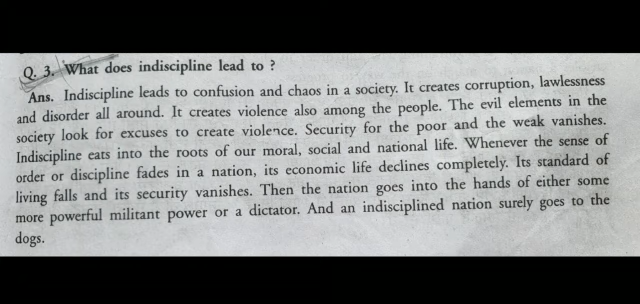 Q. 3. What does indiscipline lead to ?
Ans. Indiscipline leads to confusion and chaos in a society. It creates corruption, lawlessness
and disorder all around. It creates violence also among the people. The evil elements in the
society look for excuses to create violence. Security for the poor and the weak vanishes.
Indiscipline eats into the roots of our moral, social and national life. Whenever the sense of
order or discipline fades in a nation, its economic life declines completely. Its standard of
living falls and its security vanishes. Then the nation goes into the hands of either some
more powerful militant power or a dictator. And an indisciplined nation surely goes to the
dogs.